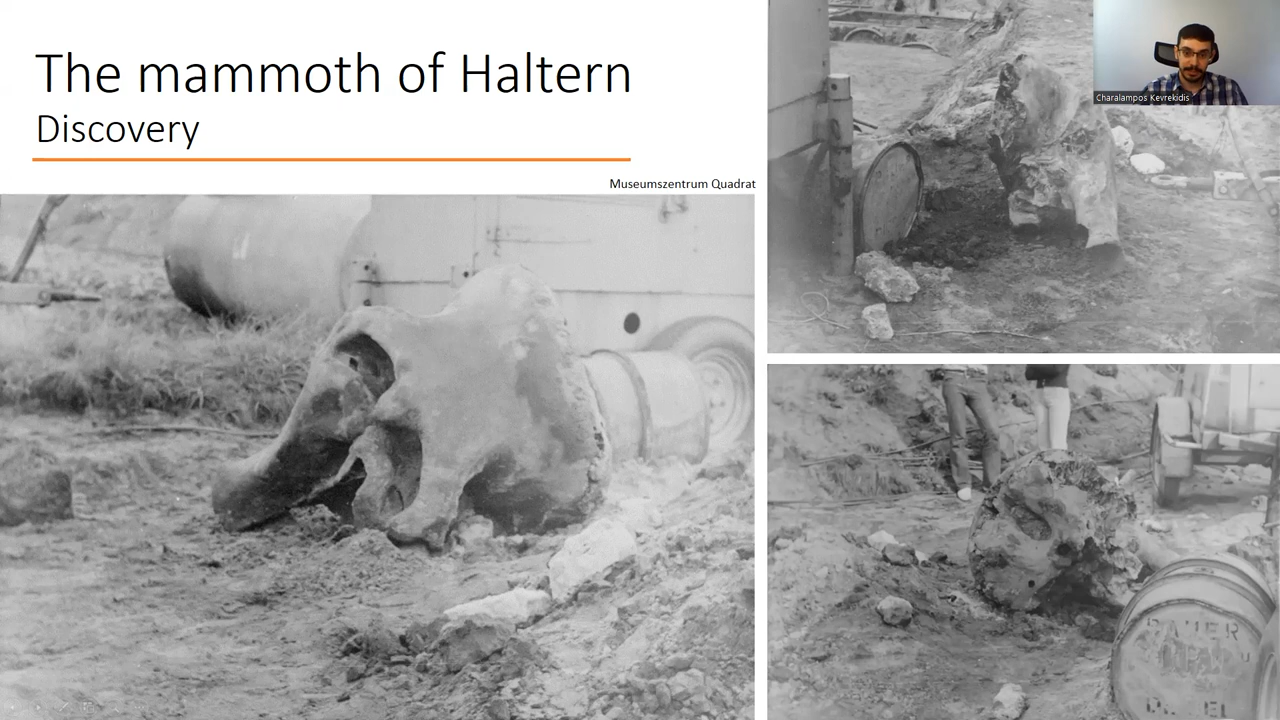 The mammoth of Haltern
Discovery
Museumszentrum Quadrat
Charalampos Kevrekidis